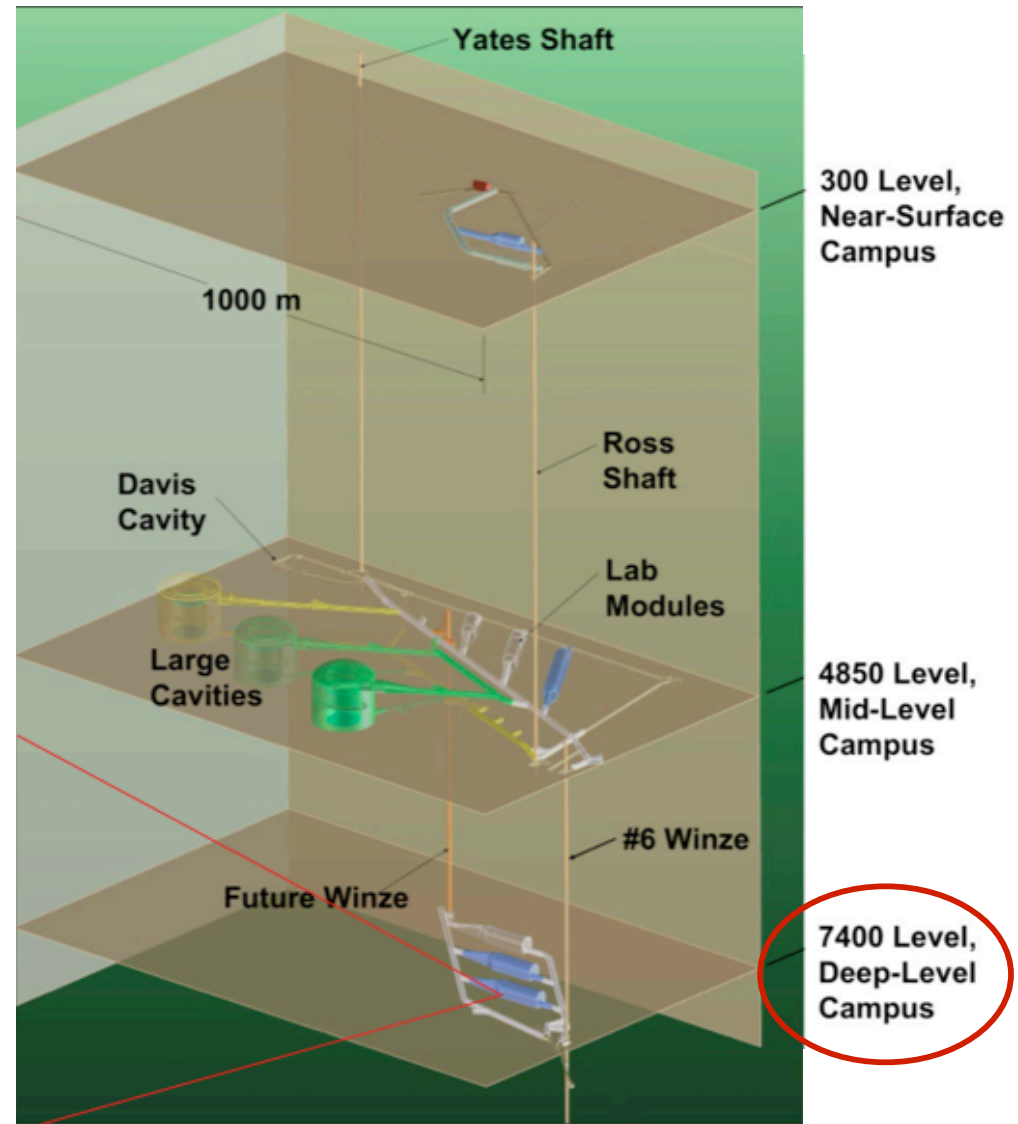 Yates Shaft
300 Level,
Near-Surface
Campus
1000 m
Ross
Shaft
Davis
Cavity
Lab
Modules
Large
Cavities
4850 Level,
Mid-Level
Campus
#6 Winze
Future Winze
7400 Level,
Deep-Level
Campus